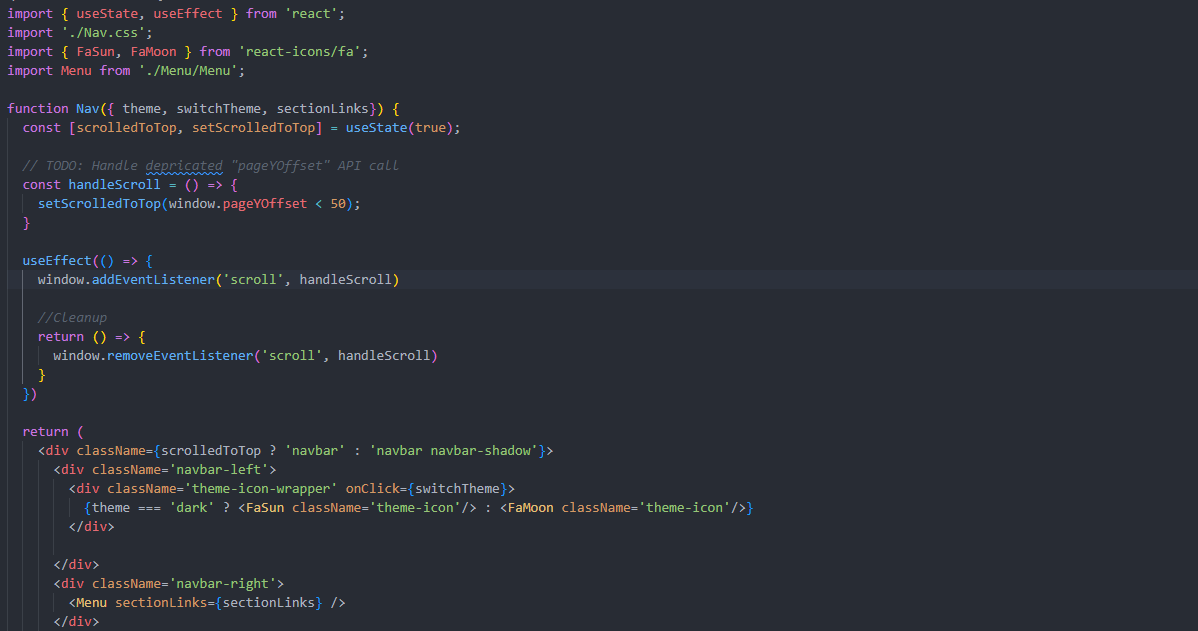 import { useState, useEffect } from 'react';
import './Nav.css';
import { FaSun, FaMoon } from 'react-icons/fa';
import Menu from './Menu/Menu';
function Nav({ theme, switchTheme, sectionLinks}) {
const [scrolledToTop, setScrolledToTop] = useState(true);
// TODO: Handle depricated "pageYOffset" API call
const handleScroll = () => {
setScrolledToTop(window.pageYOffset < 50);
}
useEffect(() => {
window.addEventListener('scroll', handleScroll)
//Cleanup
return () => {
window.removeEventListener('scroll', handleScroll)
}
})
return (
<div className={scrolledToTop ? 'navbar' : 'navbar navbar-shadow'}>
<div className='navbar-left'>
<div className='theme-icon-wrapper' onClick={switchTheme}>
{theme === 'dark' ? <FaSun className='theme-icon'/> : <FaMoon className='theme-icon'/>}
</div>
</div>
<div className='navbar-right'>
<Menu sectionLinks={sectionLinks} />
</div>